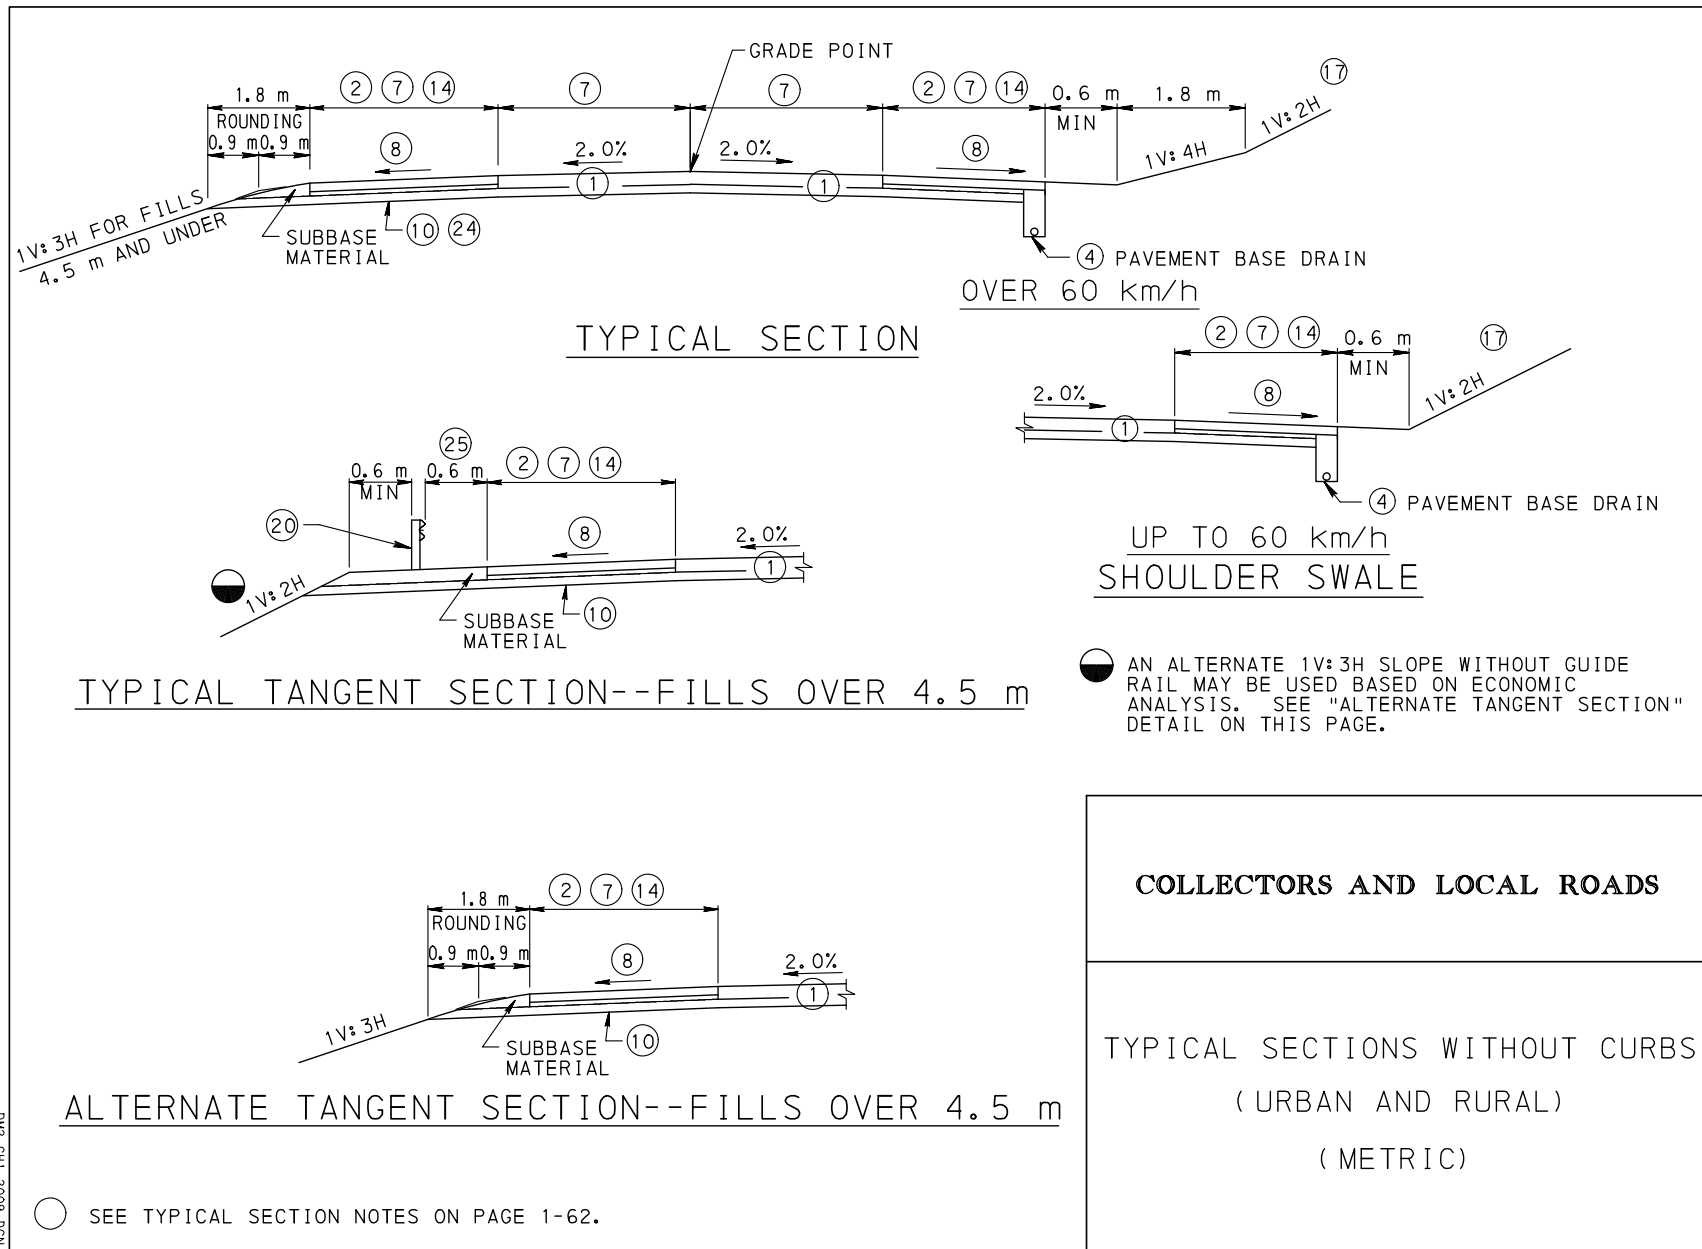 GRADE POINT
1.8 m 2 7 14 7 7 2 7 14 0.6 m 1.8 m 17
ROUNDING MIN
0.9 m 0.9 m
8 2.0% 2.0% 8
1V:4H 1V:2H
1 1
1V:3H FOR FILLS
4.5 m AND UNDER
SUBBASE
MATERIAL
10 24
4 PAVEMENT BASE DRAIN
OVER 60 km/h
TYPICAL SECTION
2 7 14 0.6 m 17
MIN
2.0% 8 1V:2H
1
4 PAVEMENT BASE DRAIN
UP TO 60 km/h
SHOULDER SWALE
25
0.6 m 0.6 m 2 7 14
MIN
20 8 2.0%
1
1V:2H
SUBBASE
MATERIAL
10
TYPICAL TANGENT SECTION--FILLS OVER 4.5 m
AN ALTERNATE 1V:3H SLOPE WITHOUT GUIDE
RAIL MAY BE USED BASED ON ECONOMIC
ANALYSIS. SEE "ALTERNATE TANGENT SECTION"
DETAIL ON THIS PAGE.
1.8 m 2 7 14
ROUNDING
0.9 m 0.9 m 8 2.0%
1
1V:3H
SUBBASE
MATERIAL
10
ALTERNATE TANGENT SECTION--FILLS OVER 4.5 m
SEE TYPICAL SECTION NOTES ON PAGE 1-62.
COLLECTORS AND LOCAL ROADS
TYPICAL SECTIONS WITHOUT CURBS
(URBAN AND RURAL)
(METRIC)